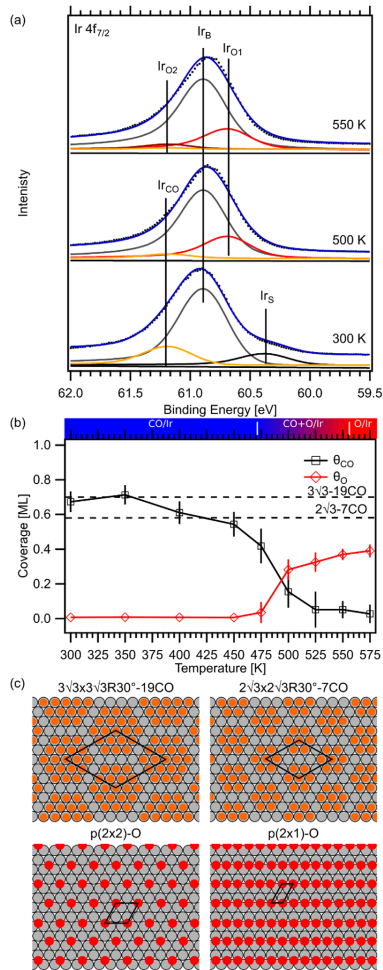 (a)
Ir 4f7/2
IrB
IrO2
IrO1
550 K
IrCO
500 K
IrS
300 K
Intenisty
62.0 61.5 61.0 60.5 60.0 59.5
Binding Energy [eV]
(b)
CO/Ir CO+O/Ir O/Ir
1.0
0.8
0.6
0.4
0.2
0.0
Coverage [ML]
θCO
θO
3√3-19CO
2√3-7CO
300 325 350 375 400 425 450 475 500 525 550 575
Temperature [K]
(c)
3√3x3√3R30°-19CO 2√3x2√3R30°-7CO
p(2x2)-O p(2x1)-O